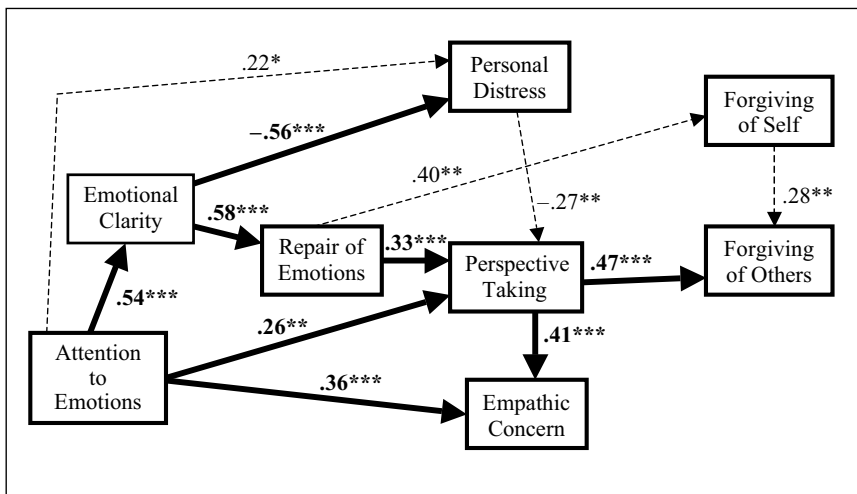 .22*
Personal
Distress
Forgiving
of Self
−.56***
.40**
Emotional
Clarity
.58***
−.27**
.28**
Repair of
Emotions
.33***
Perspective
Taking
.47***
Forgiving
of Others
.54***
.26**
.41***
Attention
to
Emotions
.36***
Empathic
Concern